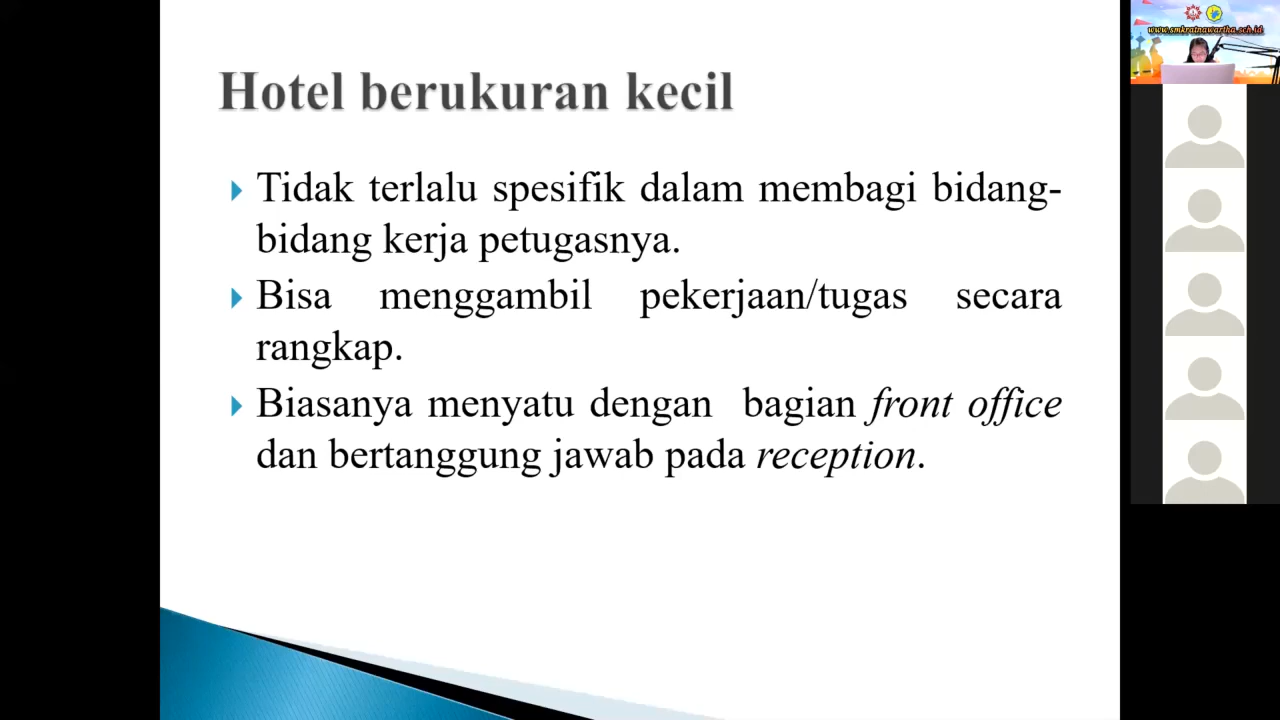 www.smkratnawartha.sch.id
Hotel berukuran kecil
Tidak terlalu spesifik dalam membagi bidang-
bidang kerja petugasnya.
Bisa menggambil pekerjaan/tugas secara
rangkap.
Biasanya menyatu dengan bagian front office
dan bertanggung jawab pada reception.